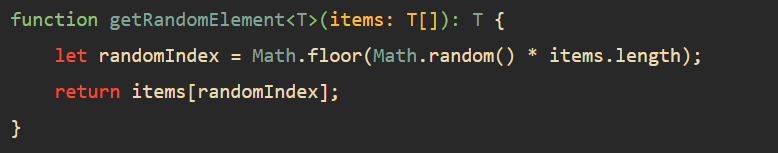 function getRandomElement<T>(items: T[]): T {
    let randomIndex = Math.floor(Math.random() * items.length);
    return items[randomIndex];
}